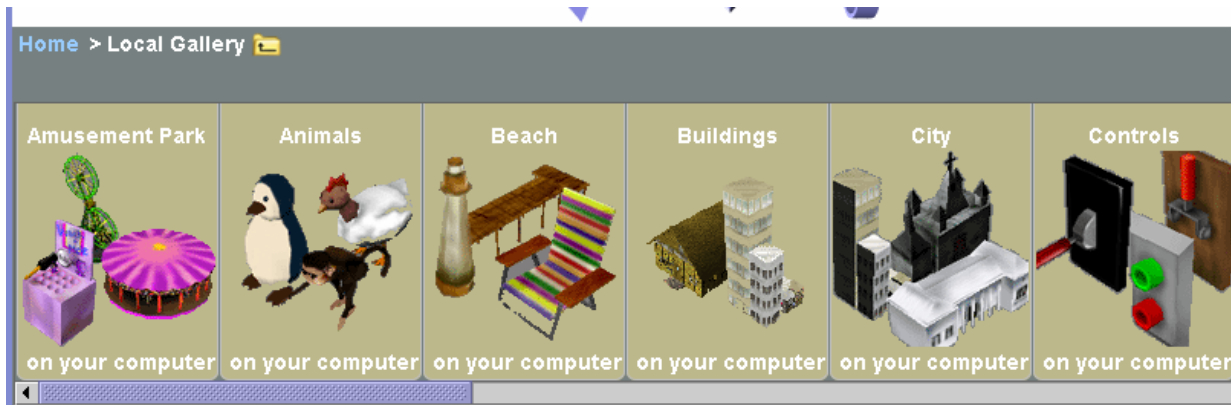 Home > Local Gallery
Amusement Park
Animals
Beach
Buildings
City
Controls
on your computer
on your computer
on your computer
on your computer
on your computer
on your computer